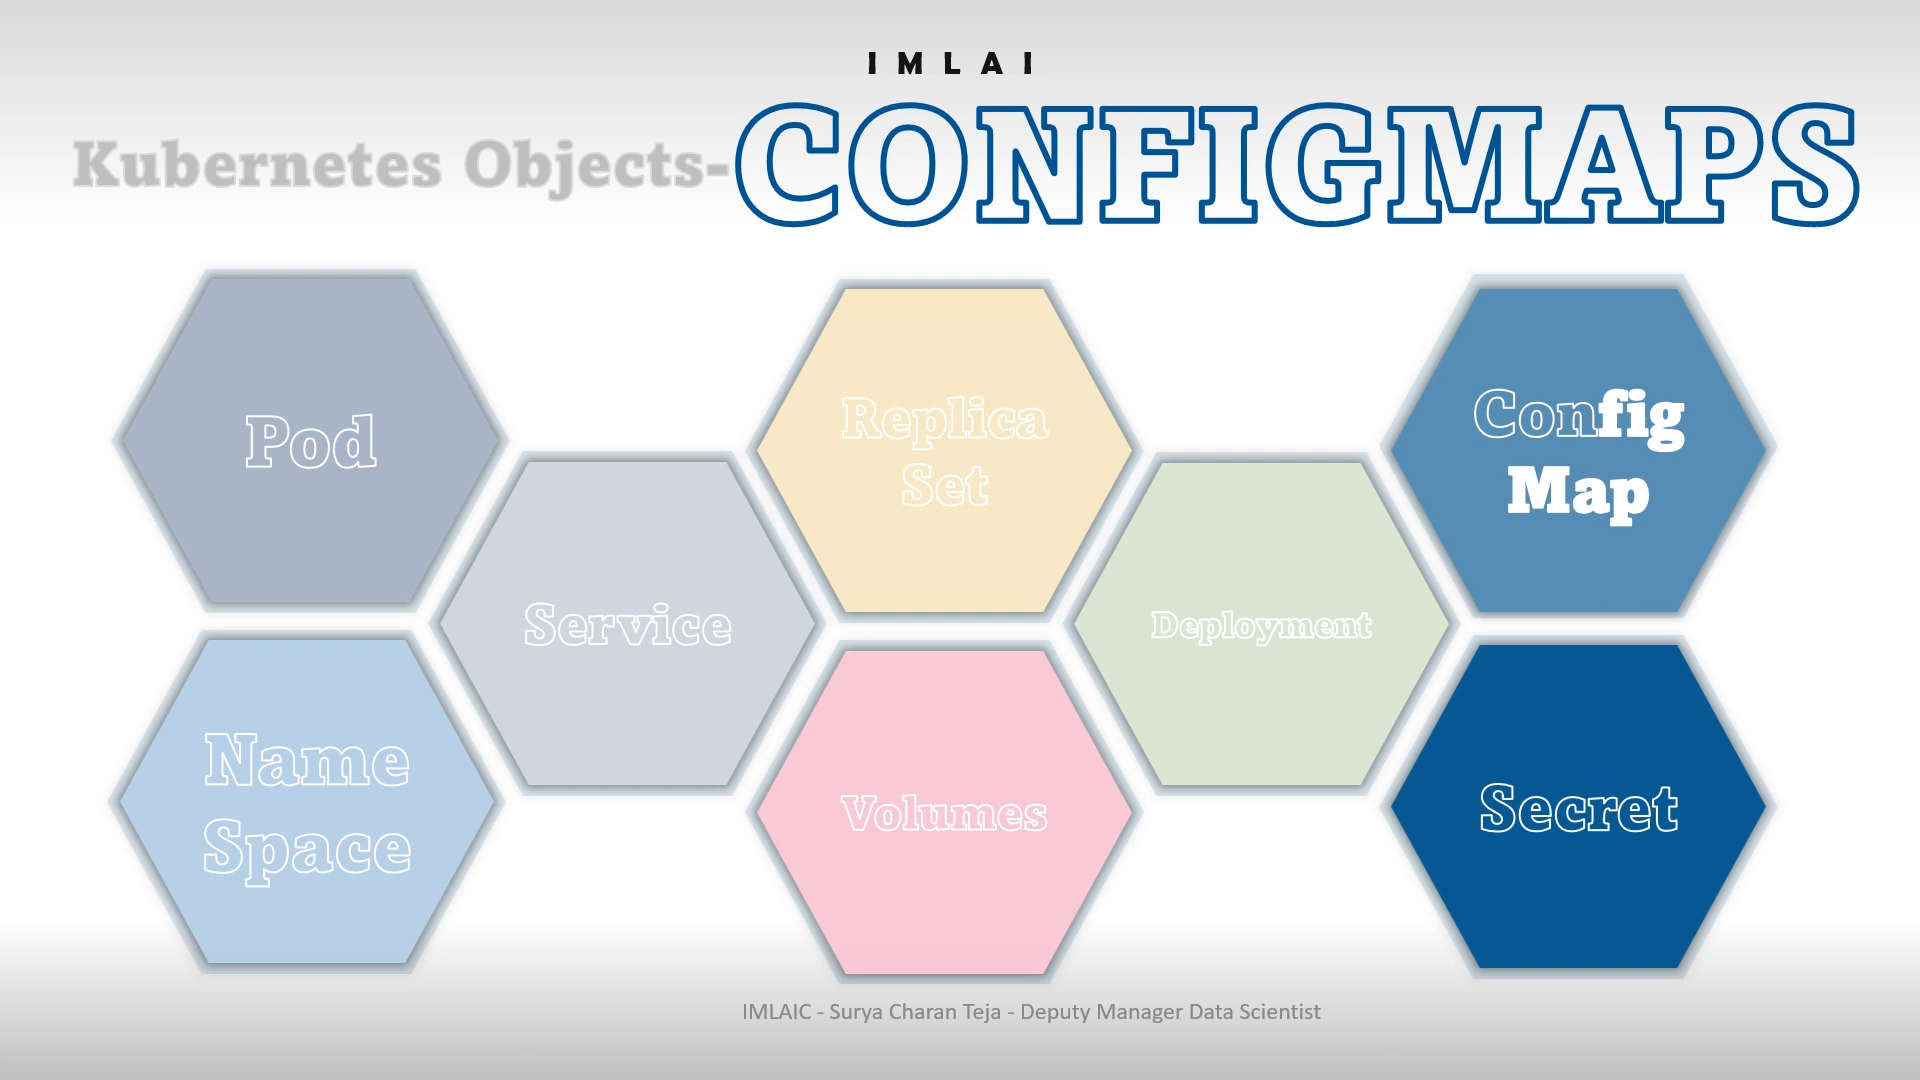 IMLAI
Kubernetes Objects-CONFIGMAPS
Pod
Replica
Set
Config
Map
Service
Deployment
Name
Space
Volumes
Secret
IMLAIC - Surya Charan Teja - Deputy Manager Data Scientist